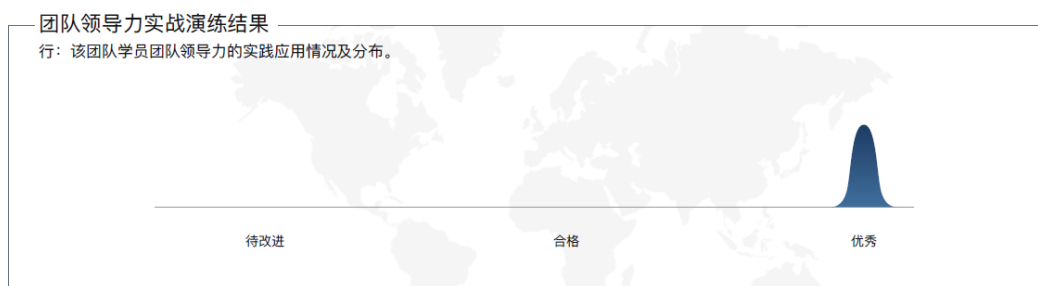 团队领导力实战演练结果
行：该团队学员团队领导力的实践应用情况及分布。
待改进
合格
优秀